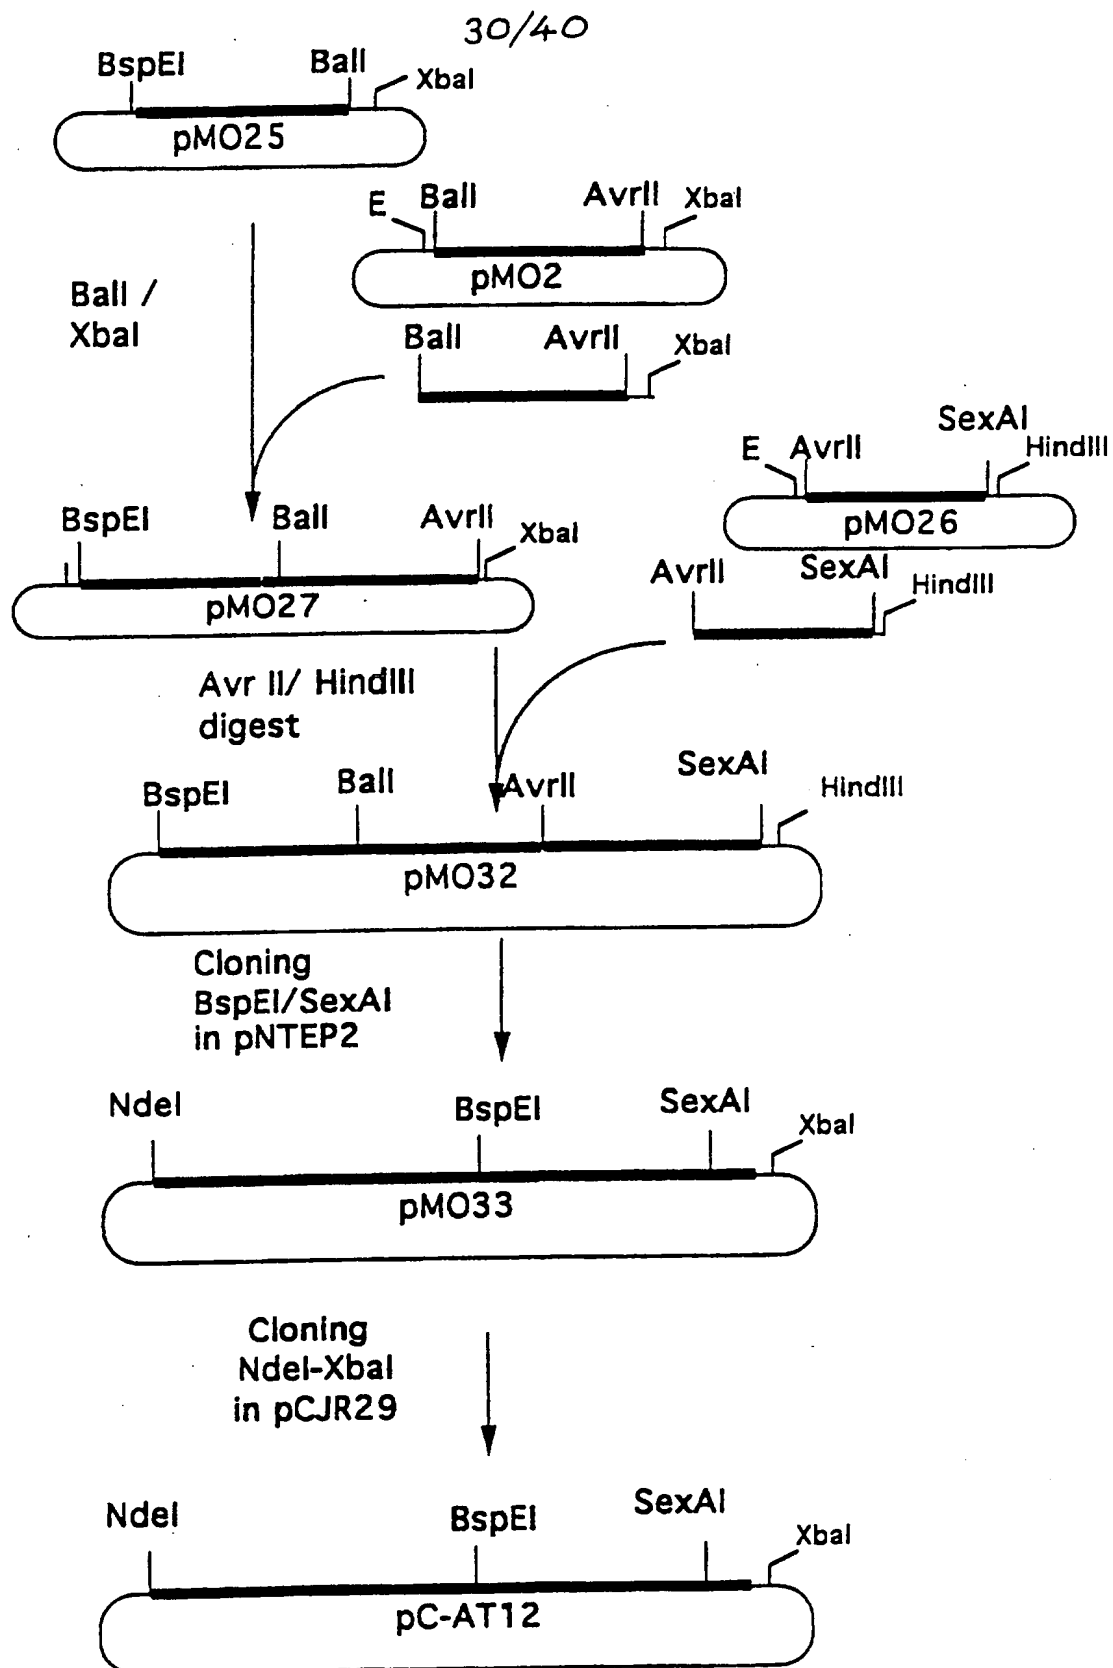 30/40
BspEI BalI XbaI
pMO25
E BalI AvrII XbaI
pMO2
BalI /
XbaI
BalI AvrII XbaI
E AvrII SexAI HindIII
pMO26
BspEI BalI AvrII XbaI
pMO27
AvrII SexAI HindIII
Avr II/ HindIII
digest
BspEI BalI AvrII SexAI HindIII
pMO32
Cloning
BspEI/SexAI
in pNTEP2
NdeI BspEI SexAI XbaI
pMO33
Cloning
NdeI-XbaI
in pCJR29
NdeI BspEI SexAI XbaI
pC-AT12